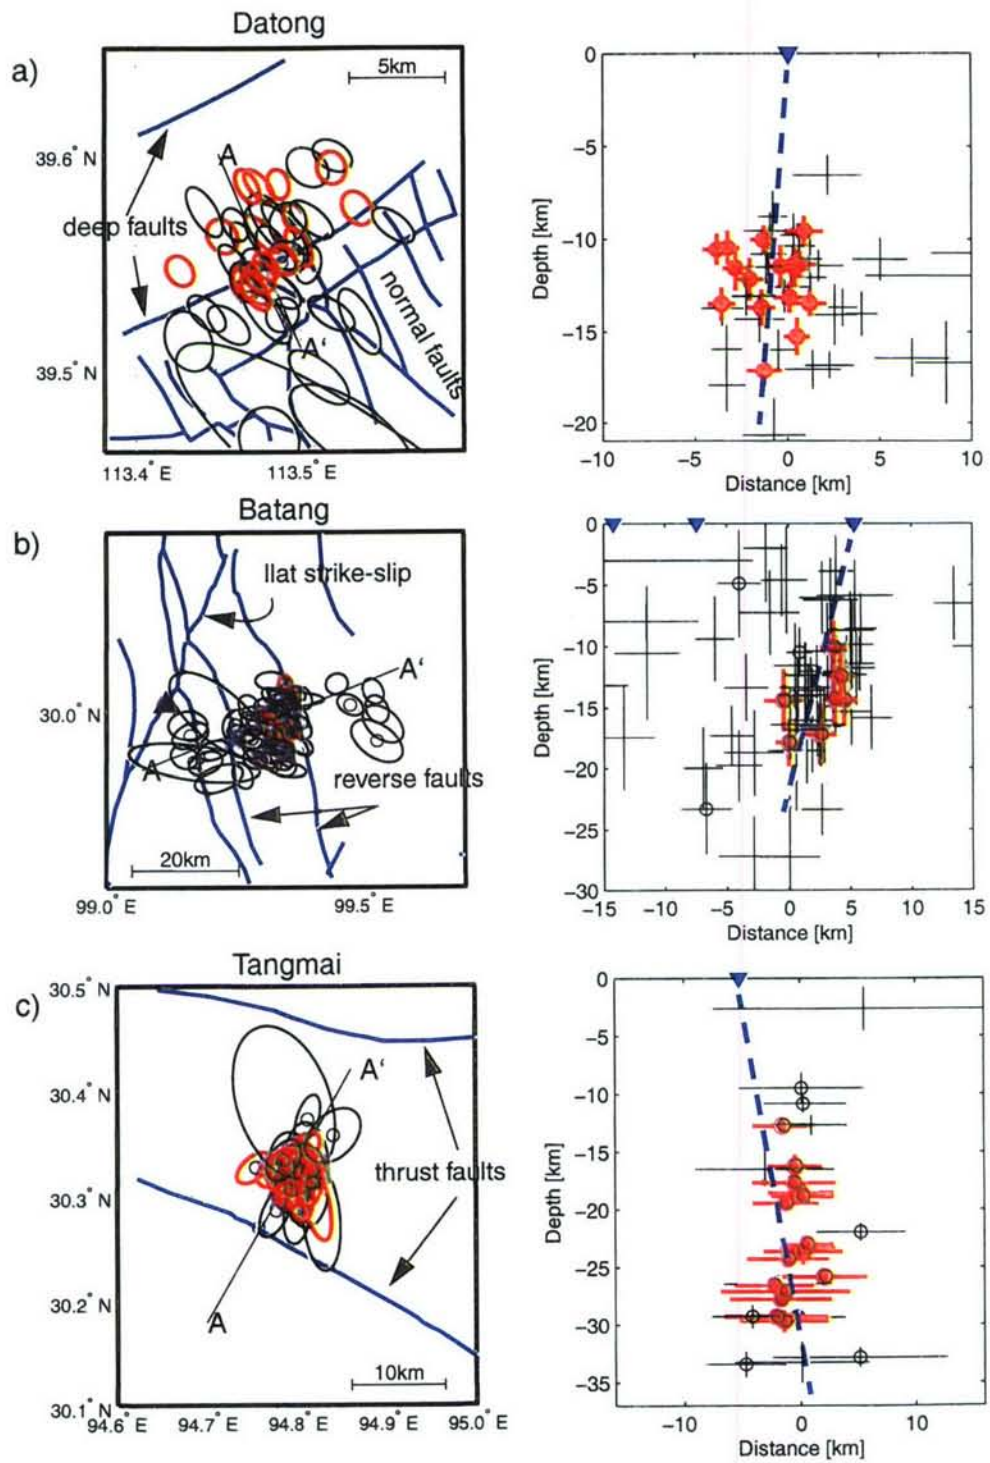 Datong
a)
5km
39.6° N
39.5° N
113.4° E
113.5° E
A
A'
deep faults
normal faults
0
−5
−10
−15
−20
Depth [km]
−10
−5
0
5
10
Distance [km]
Batang
b)
llat strike-slip
A'
30.0° N
A
reverse faults
20km
99.0° E
99.5° E
0
−5
−10
−15
−20
−25
−30
Depth [km]
−15
−10
−5
0
5
10
15
Distance [km]
Tangmai
c)
30.5° N
30.4° N
30.3° N
30.2° N
30.1° N
A'
thrust faults
A
10km
94.6° E
94.7° E
94.8° E
94.9° E
95.0° E
0
−5
−10
−15
−20
−25
−30
−35
Depth [km]
−10
0
10
Distance [km]